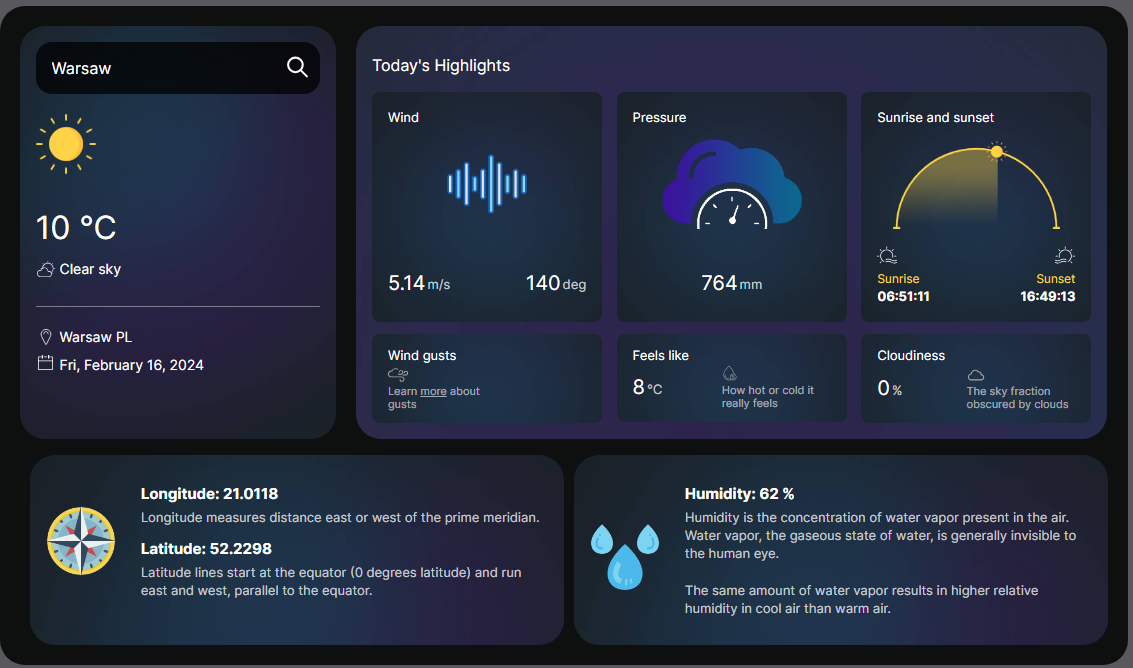 Warsaw
10 °C
Clear sky
Warsaw PL
Fri, February 16, 2024
Today's Highlights
Wind
5.14 m/s 140 deg
Pressure
764 mm
Sunrise and sunset
Sunrise Sunset
06:51:11 16:49:13
Wind gusts
Learn more about
gusts
Feels like
8 °C
How hot or cold it
really feels
Cloudiness
0 %
The sky fraction
obscured by clouds
Longitude: 21.0118
Longitude measures distance east or west of the prime meridian.
Latitude: 52.2298
Latitude lines start at the equator (0 degrees latitude) and run
east and west, parallel to the equator.
Humidity: 62 %
Humidity is the concentration of water vapor present in the air.
Water vapor, the gaseous state of water, is generally invisible to
the human eye.
The same amount of water vapor results in higher relative
humidity in cool air than warm air.